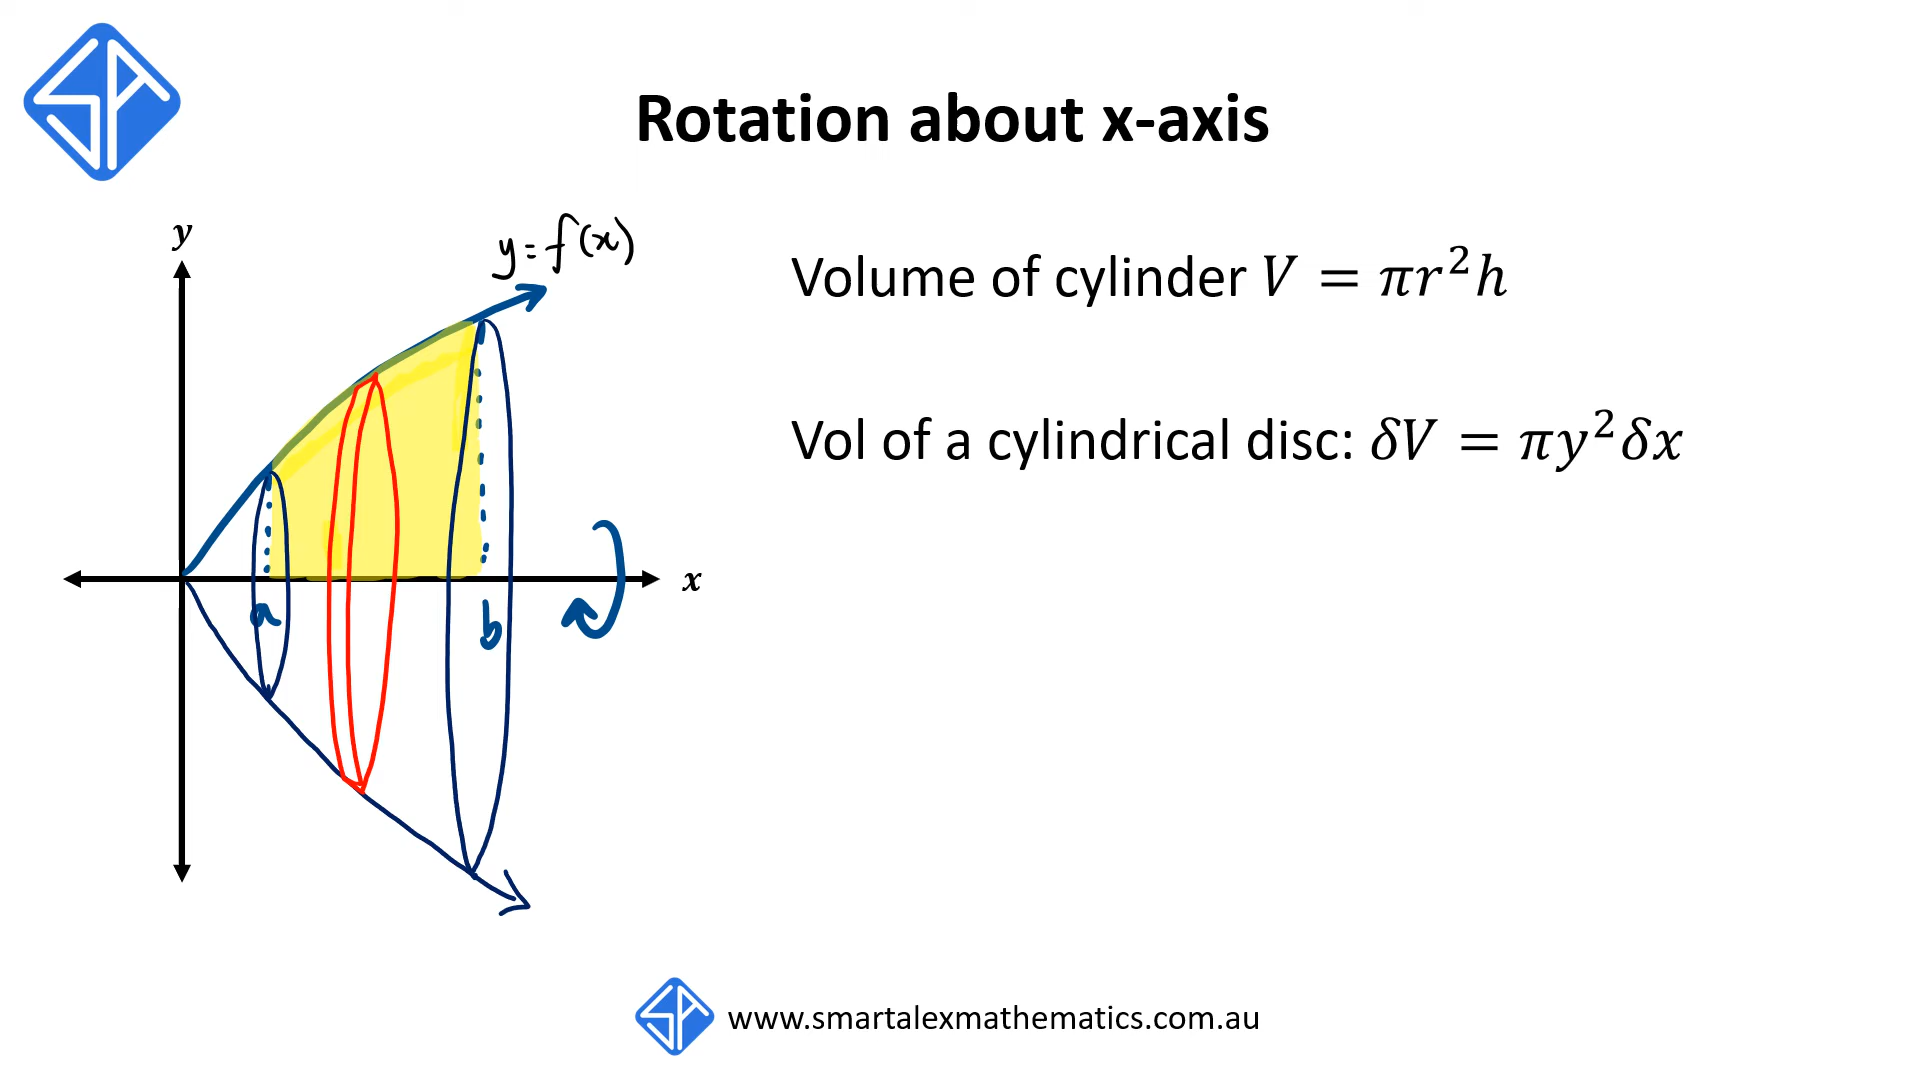 Rotation about x-axis
y
y=f(x)
Volume of cylinder V = πr²h
Vol of a cylindrical disc: δV = πy²δx
x
a
b
www.smartalexmathematics.com.au